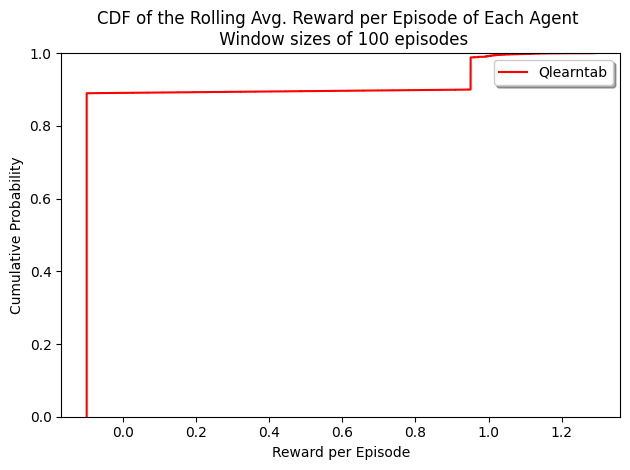 CDF of the Rolling Avg. Reward per Episode of Each Agent
Window sizes of 100 episodes
Qlearntab
Cumulative Probability
1.0
0.8
0.6
0.4
0.2
0.0
0.0 0.2 0.4 0.6 0.8 1.0 1.2
Reward per Episode